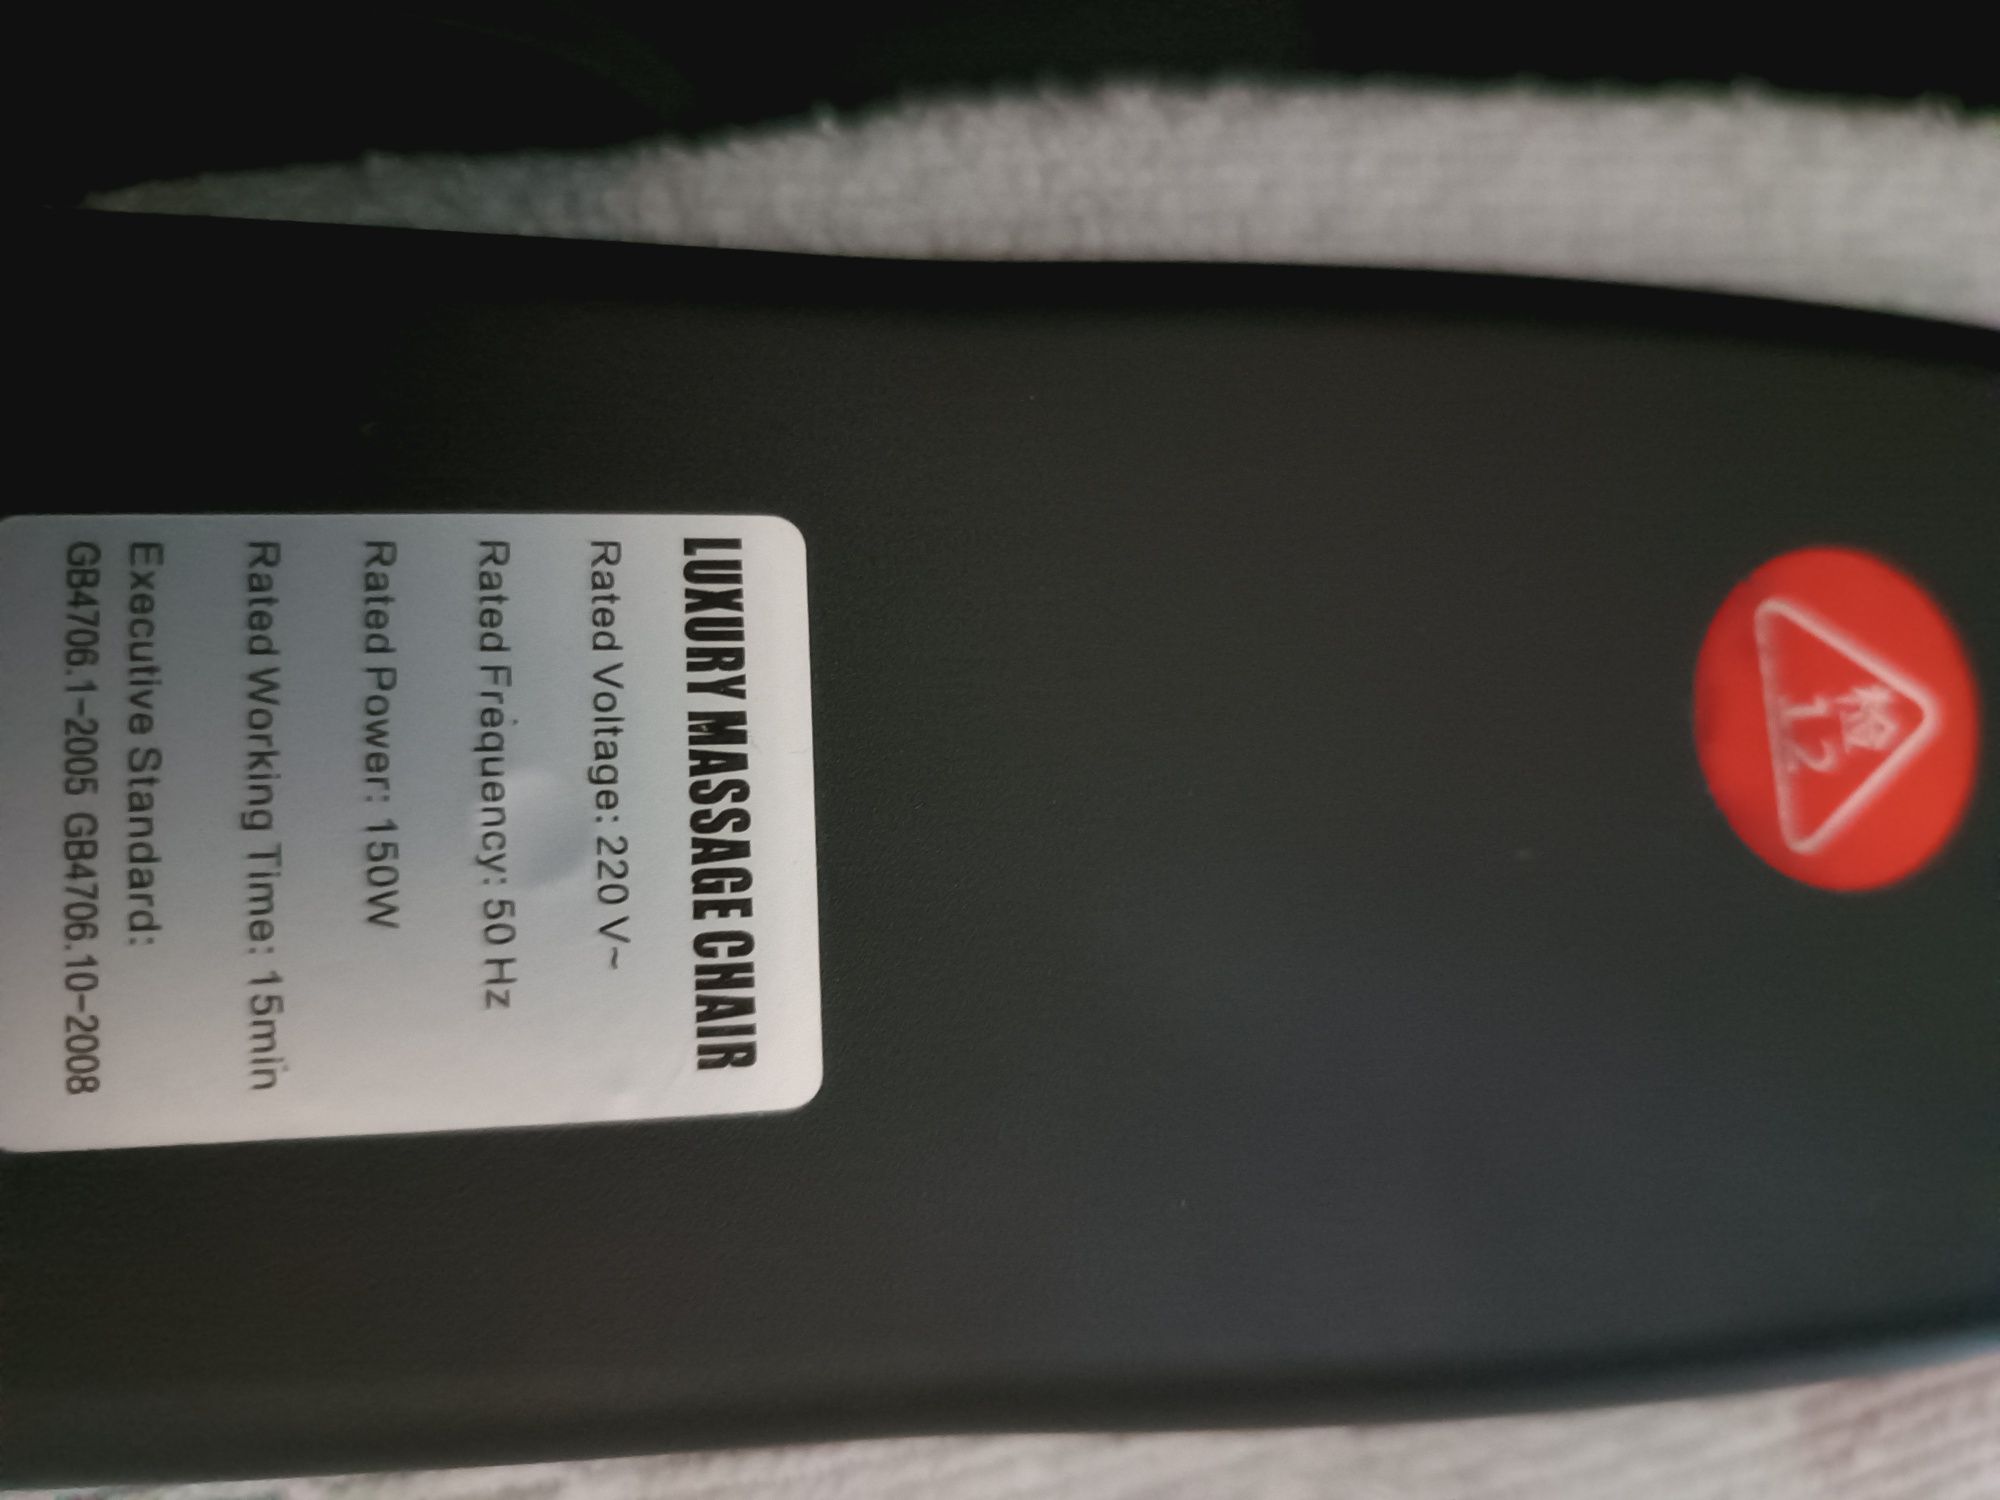 LUXURY MASSAGE CHAIR
Rated Voltage: 220 V~
Rated Frequency: 50 Hz
Rated Power: 150W
Rated Working Time: 15min
Executive Standard:
GB4706.1-2005 GB4706.10-2008
检
12